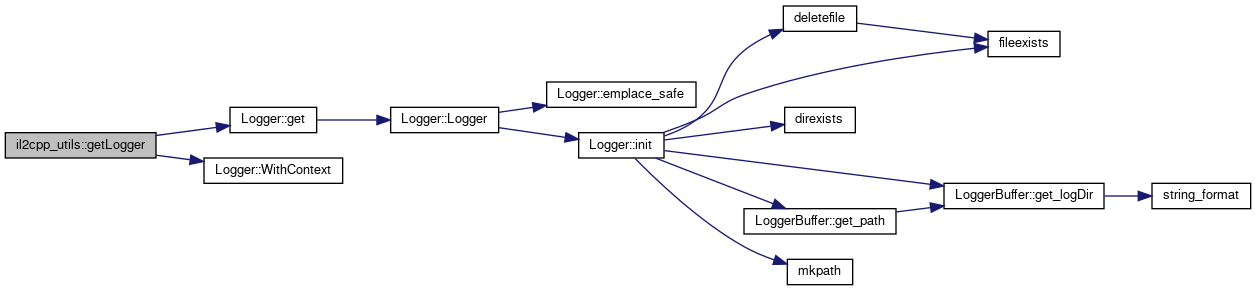 il2cpp_utils::getLogger
Logger::get
Logger::WithContext
Logger::Logger
Logger::emplace_safe
Logger::init
deletefile
fileexists
direxists
LoggerBuffer::get_logDir
string_format
LoggerBuffer::get_path
mkpath